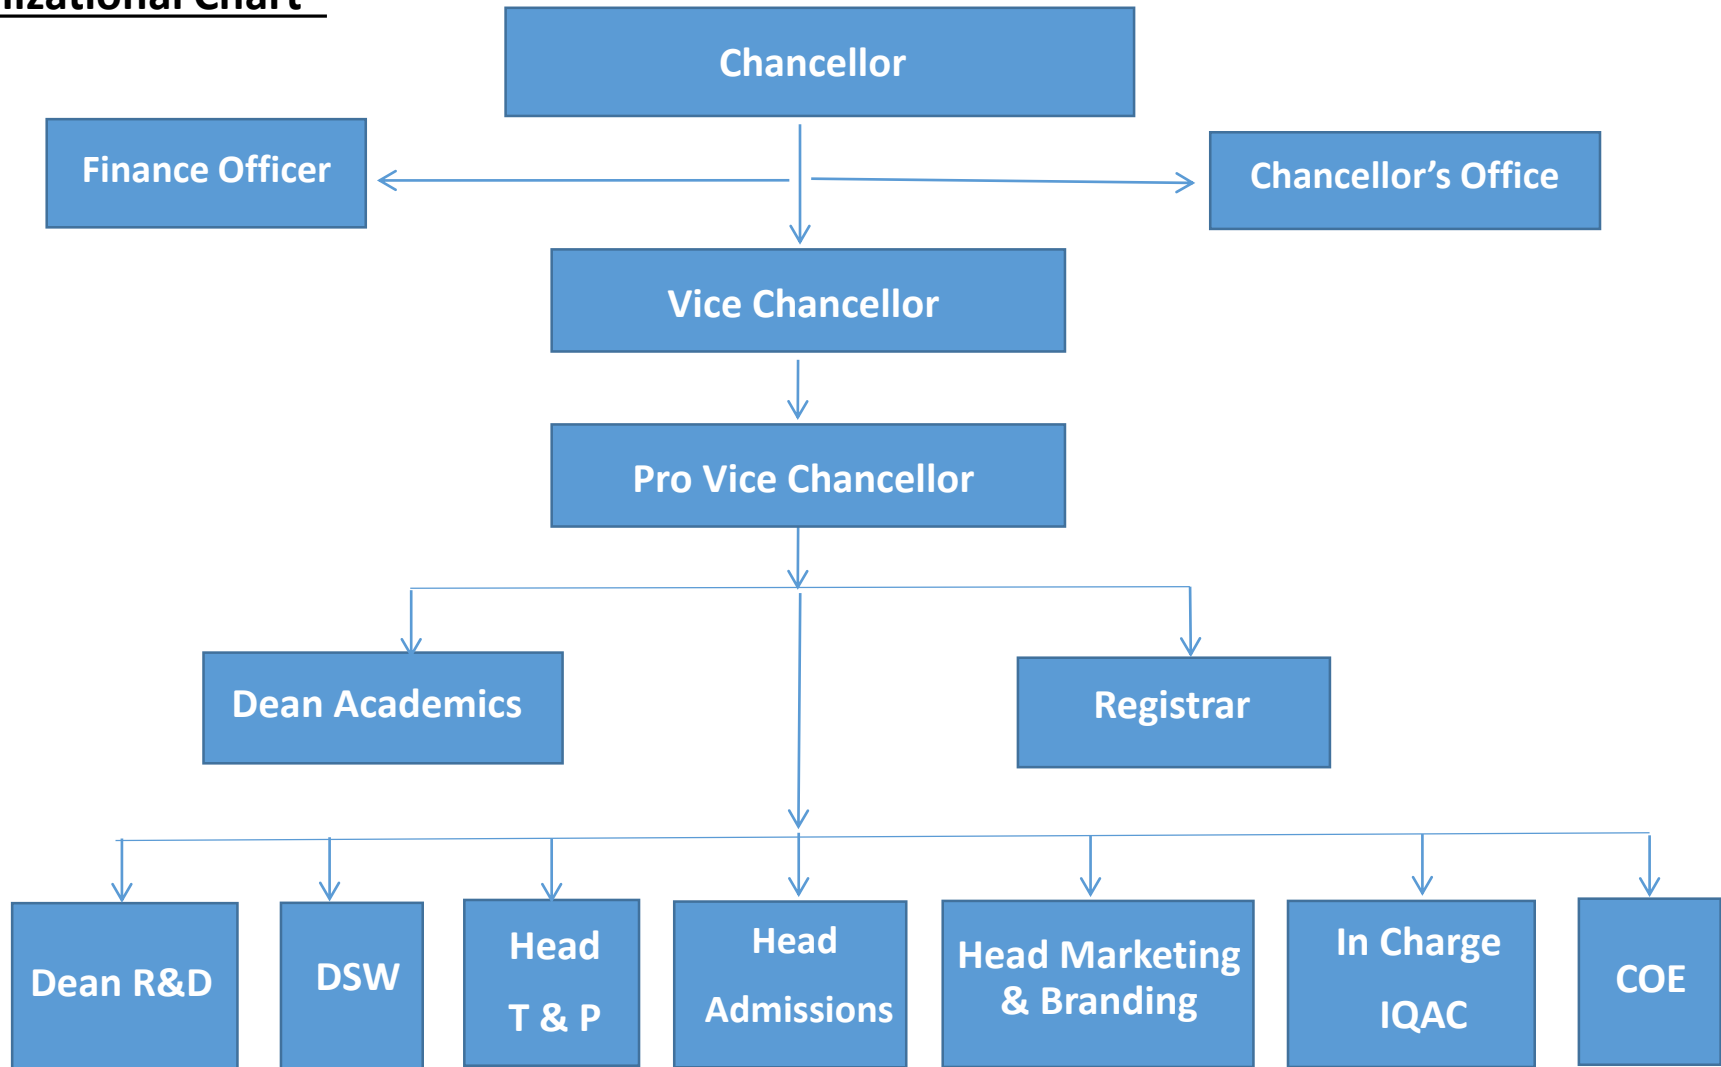 Chancellor
Finance Officer
Chancellor’s Office
Vice Chancellor
Pro Vice Chancellor
Dean Academics
Registrar
Dean R&D
DSW
Head
T & P
Head
Admissions
Head Marketing
& Branding
In Charge
IQAC
COE